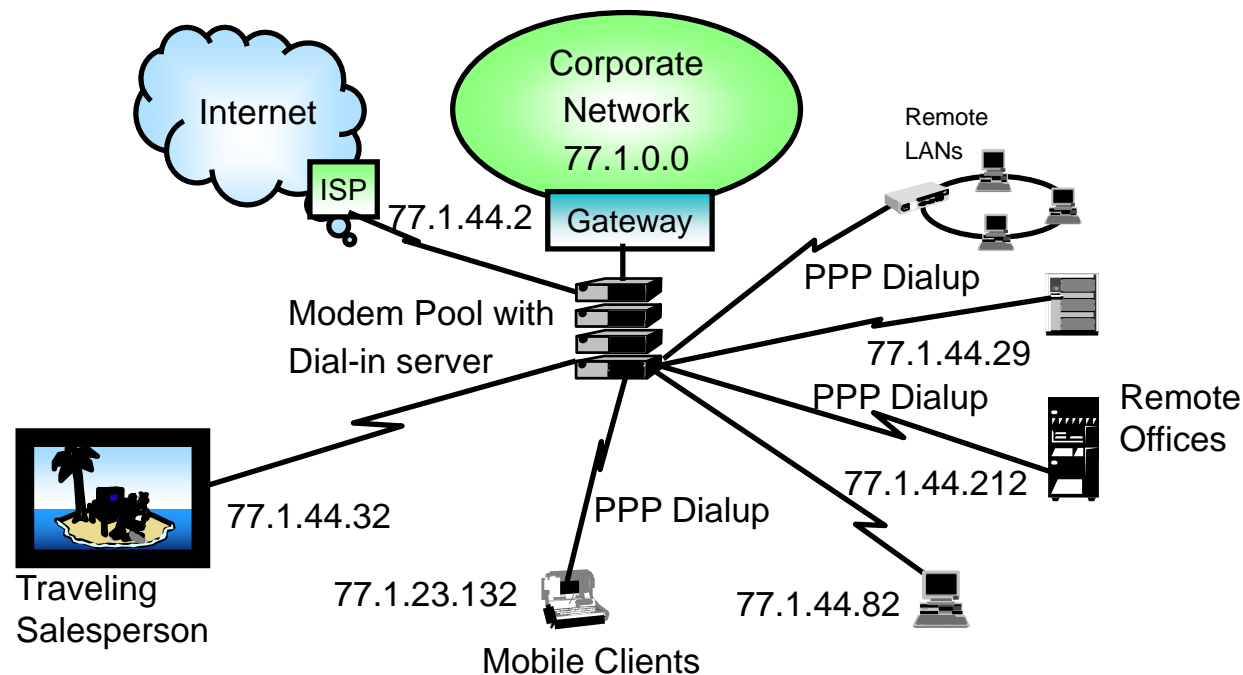 Internet
ISP
77.1.44.2
Corporate
Network
77.1.0.0
Gateway
Remote
LANs
PPP Dialup
Modem Pool with
Dial-in server
77.1.44.29
PPP Dialup
Remote
Offices
77.1.44.212
77.1.44.32
PPP Dialup
Traveling
Salesperson
77.1.23.132
77.1.44.82
Mobile Clients